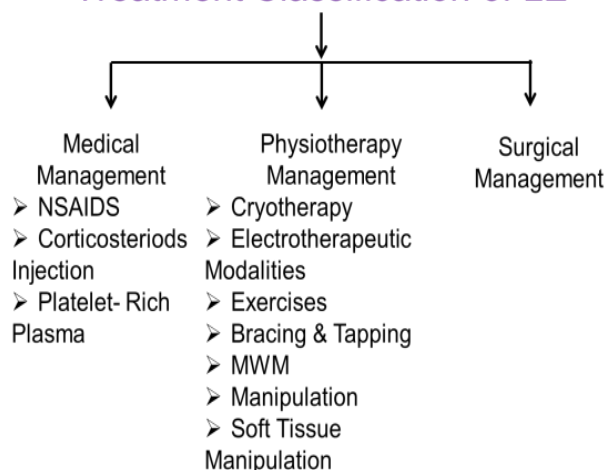 Treatment Classification of LE
Medical
Management
➢ NSAIDS
➢ Corticosteriods
Injection
➢ Platelet- Rich
Plasma
Physiotherapy
Management
➢ Cryotherapy
➢ Electrotherapeutic
Modalities
➢ Exercises
➢ Bracing & Tapping
➢ MWM
➢ Manipulation
➢ Soft Tissue
Manipulation
Surgical
Management